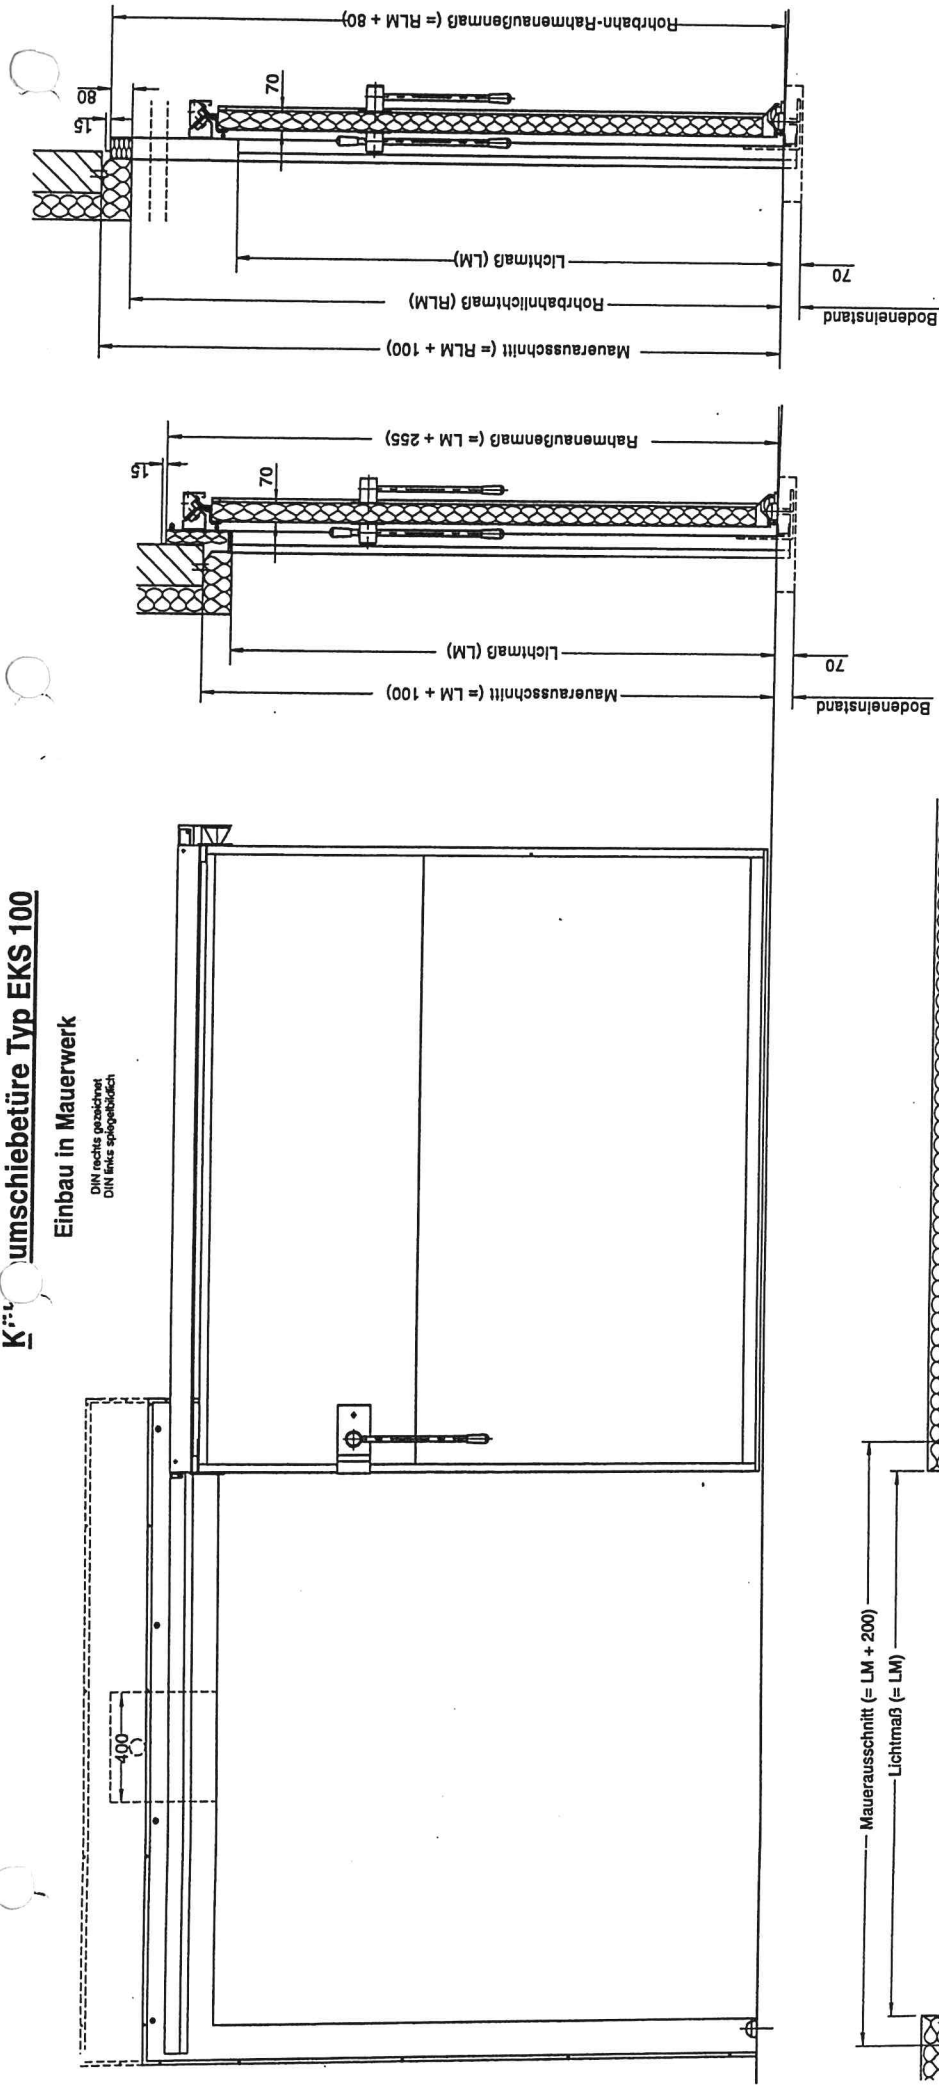 umschiebetüre Typ EKS 100
Einbau in Mauerwerk
DIN rechts gezeichnet
DIN links spiegelbildlich
400
Mauerausschnitt (= LM + 200)
Lichtmaß (= LM)
15
70
Rahmenaußenmaß (= LM + 255)
Lichtmaß (LM)
Mauerausschnitt (= LM + 100)
70
Bodeneinstand
15
80
70
Rohrbahn-Rahmenaußenmaß (= RLM + 80)
Lichtmaß (LM)
Rohrbahnlichtmaß (RLM)
Mauerausschnitt (= RLM + 100)
70
Bodeneinstand